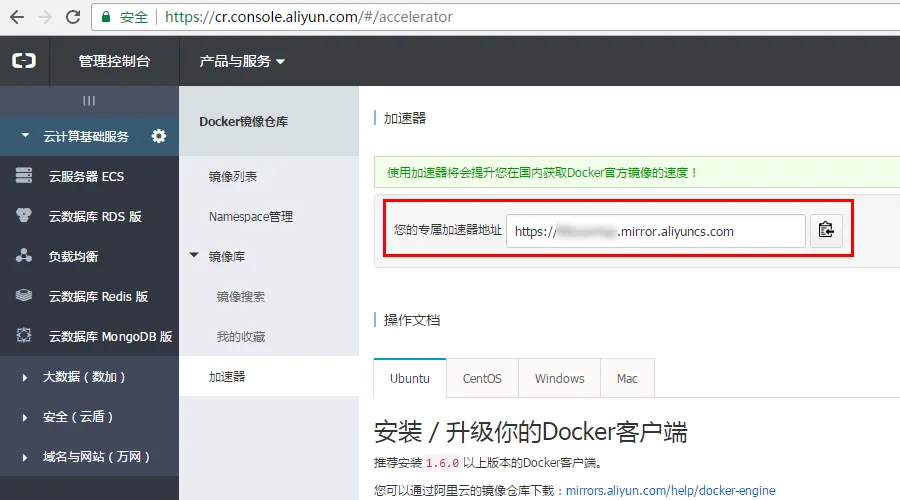 安全 | https://cr.console.aliyun.com/#/accelerator
管理控制台 产品与服务
云计算基础服务
云服务器 ECS
云数据库 RDS 版
负载均衡
云数据库 Redis 版
云数据库 MongoDB 版
大数据（数加）
安全（云盾）
域名与网站（万网）
Docker镜像仓库
镜像列表
Namespace管理
镜像库
镜像搜索
我的收藏
加速器
加速器
使用加速器将会提升您在国内获取Docker官方镜像的速度！
您的专属加速器地址 https:// .mirror.aliyuncs.com
操作文档
Ubuntu CentOS Windows Mac
安装 / 升级你的Docker客户端
推荐安装 1.6.0 以上版本的Docker客户端。
您可以通过阿里云的镜像仓库下载：mirrors.aliyun.com/help/docker-engine